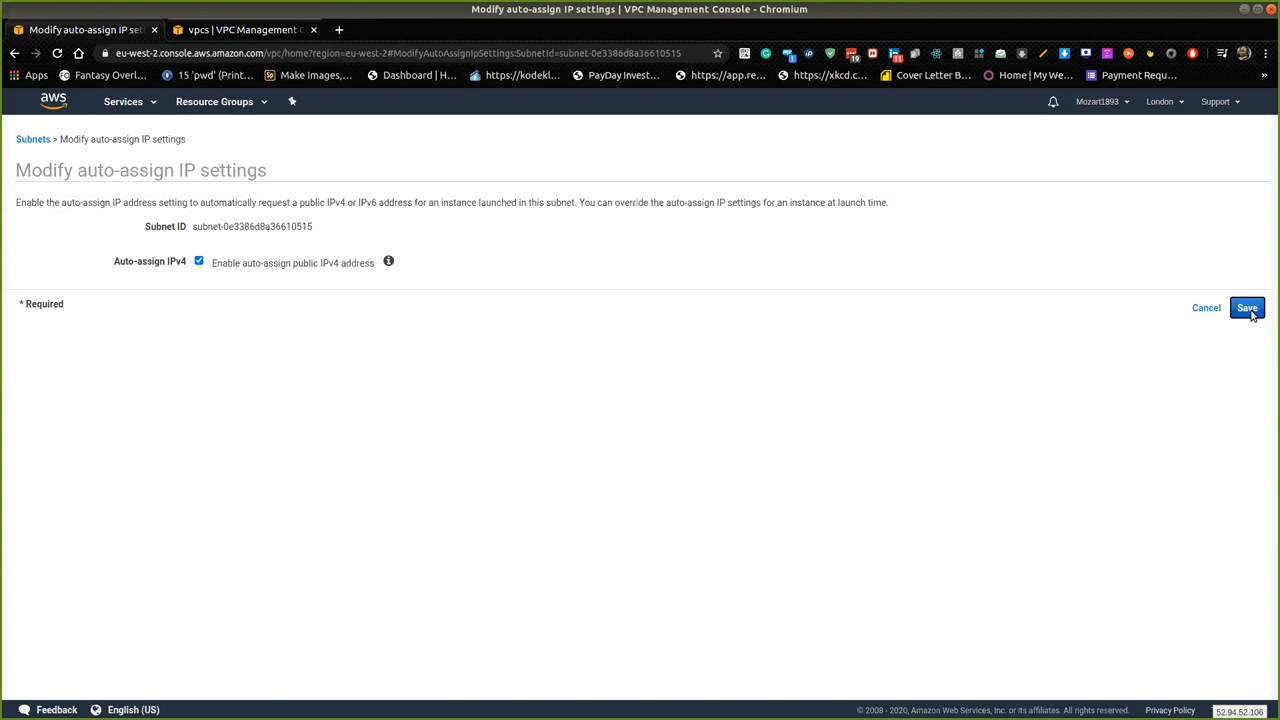 Modify auto-assign IP settings | VPC Management Console - Chromium
Modify auto-assign IP set
vpcs | VPC Management C
eu-west-2.console.aws.amazon.com/vpc/home?region=eu-west-2#ModifyAutoAssignIpSettings:SubnetId=subnet-0e3386d8a36610515
Apps
Fantasy Overl...
15 'pwd' (Print...
Make Images,...
Dashboard | H...
https://kodekl...
PayDay Invest...
https://app.re...
https://xkcd.c...
Cover Letter B...
Home | My We...
Payment Requ...
»
aws
Services
Resource Groups
Mozart1893
London
Support
Subnets > Modify auto-assign IP settings
Modify auto-assign IP settings
Enable the auto-assign IP address setting to automatically request a public IPv4 or IPv6 address for an instance launched in this subnet. You can override the auto-assign IP settings for an instance at launch time.
Subnet ID subnet-0e3386d8a36610515
Auto-assign IPv4 Enable auto-assign public IPv4 address
* Required
Cancel
Save
Feedback
English (US)
© 2008 - 2020, Amazon Web Services, Inc. or its affiliates. All rights reserved.
Privacy Policy
52.94.52.106